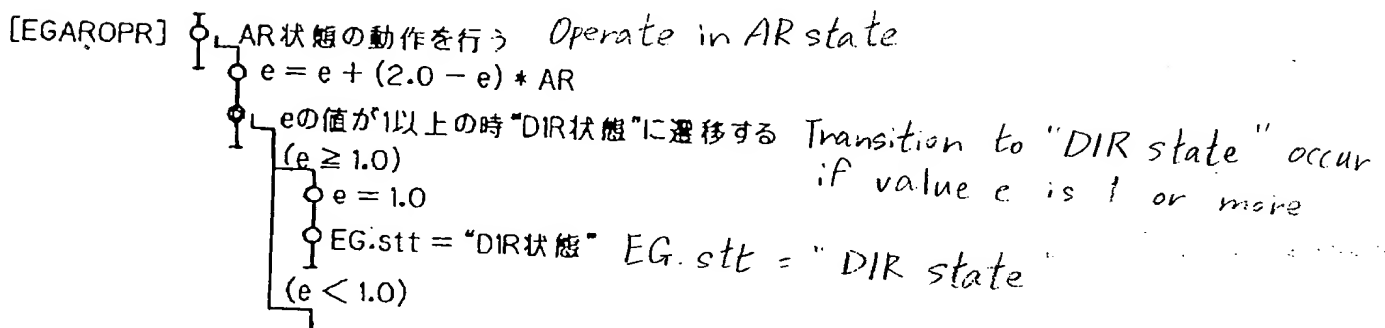 [EGAROPR] AR状態の動作を行う Operate in AR state
e = e + (2.0 − e) * AR
eの値が1以上の時“DIR状態”に遷移する Transition to "DIR state" occur
if value e is 1 or more
(e ≧ 1.0)
e = 1.0
EG.stt = “DIR状態” EG.stt = "DIR state"
(e < 1.0)